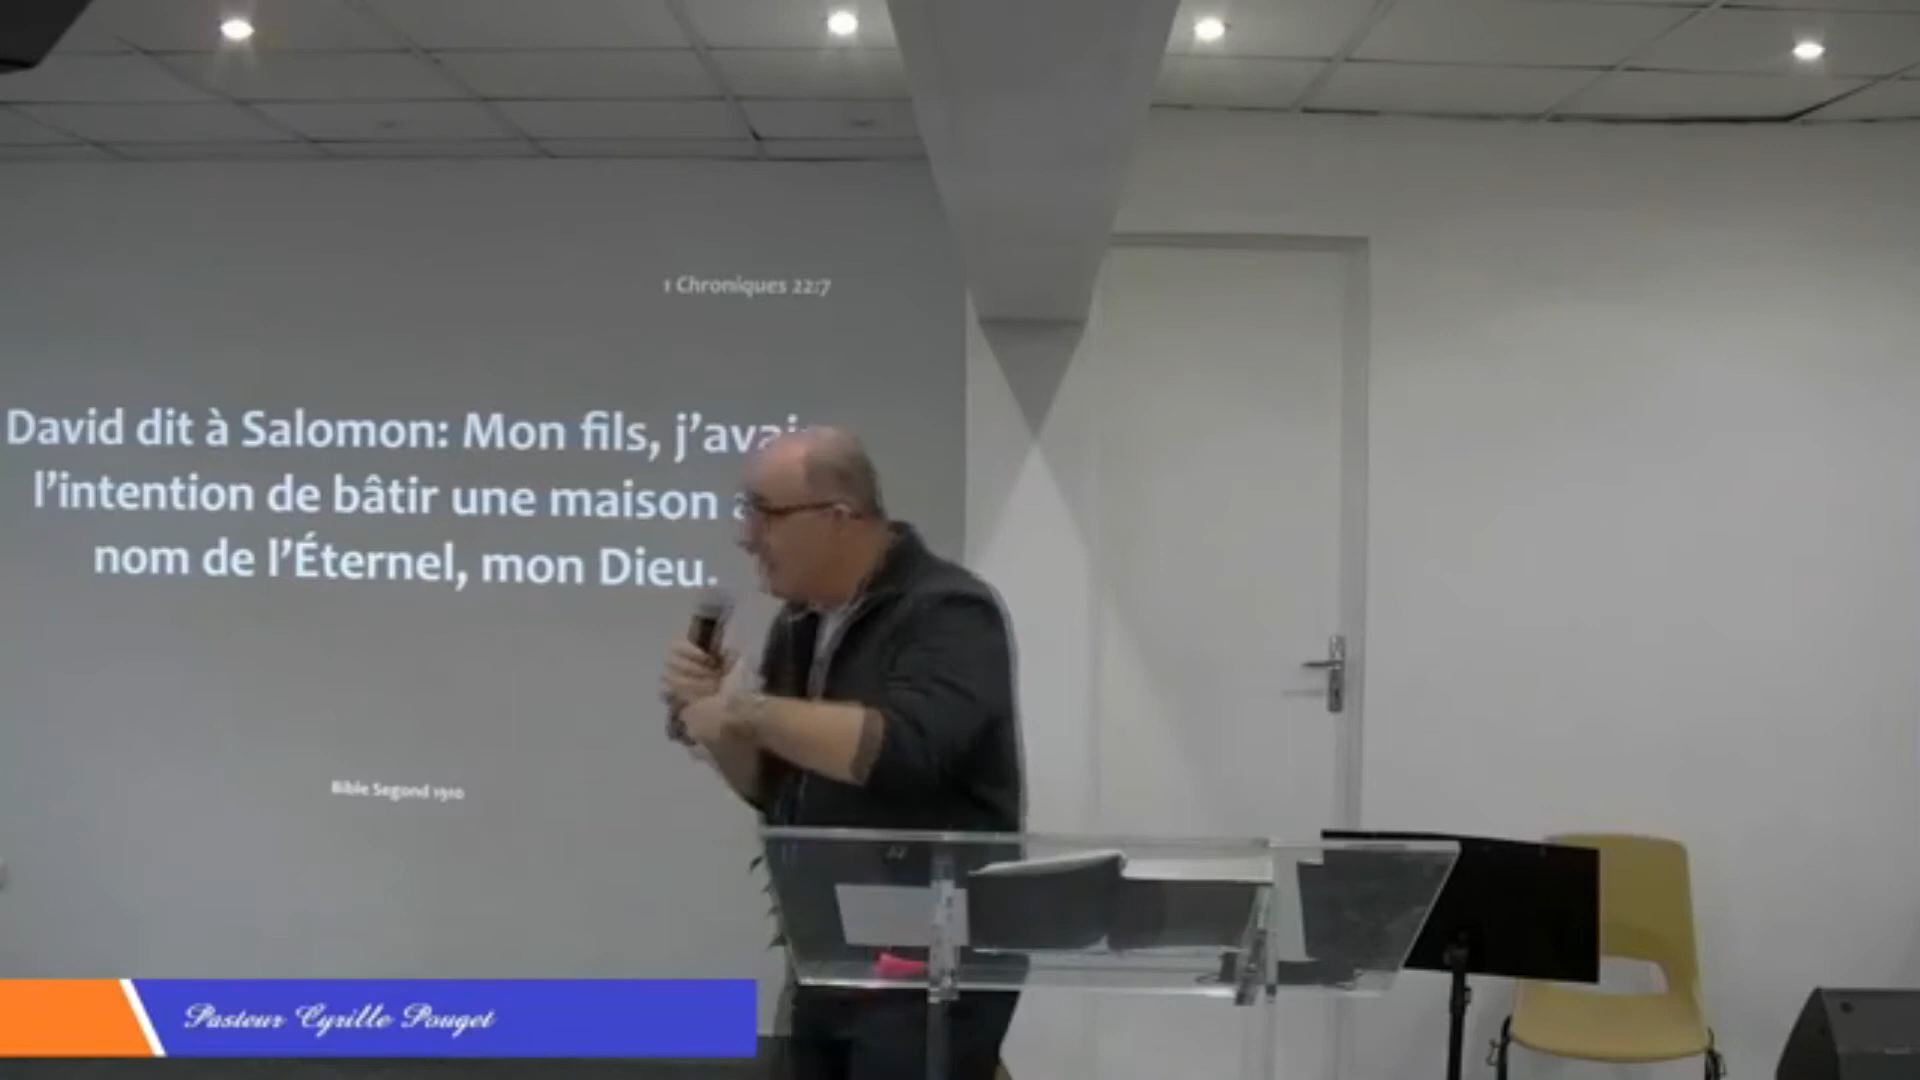 1 Chroniques 22:7
David dit à Salomon: Mon fils, j’avais
l’intention de bâtir une maison
nom de l’Éternel, mon Dieu.
Bible Segond 1910
Pasteur Cyrille Pouget